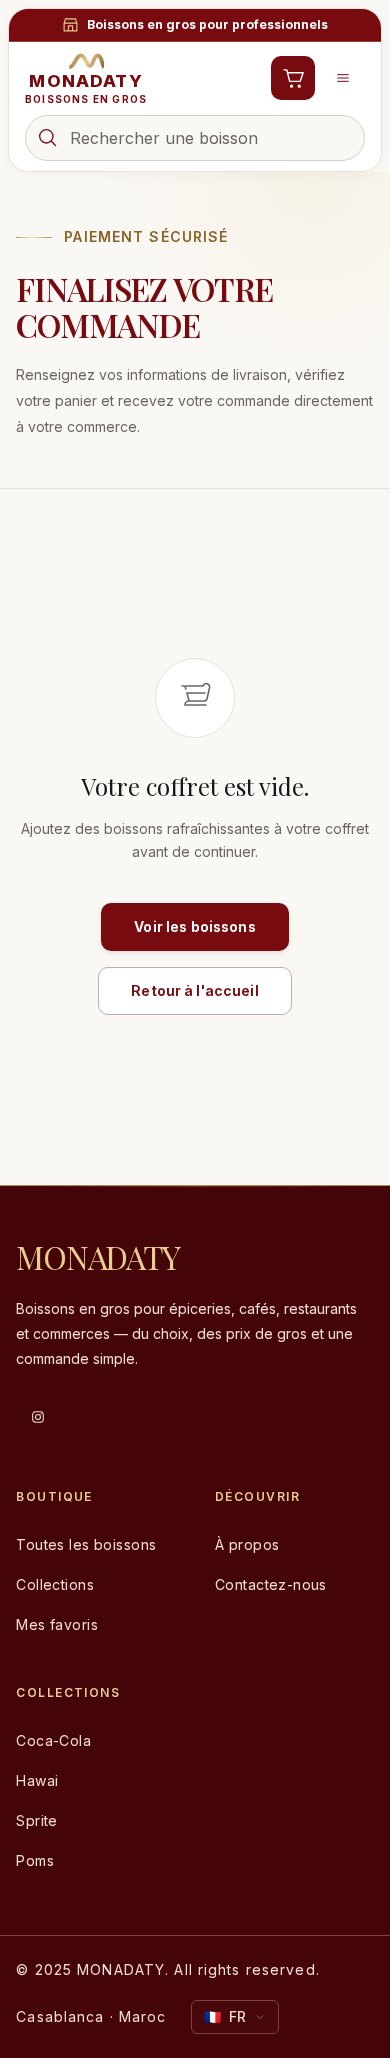 Boissons en gros pour professionnels
MONADATY
BOISSONS EN GROS
Rechercher une boisson
PAIEMENT SÉCURISÉ
FINALISEZ VOTRE
COMMANDE
Renseignez vos informations de livraison, vérifiez
votre panier et recevez votre commande directement
à votre commerce.
Votre coffret est vide.
Ajoutez des boissons rafraîchissantes à votre coffret
avant de continuer.
Voir les boissons
Retour à l'accueil
MONADATY
Boissons en gros pour épiceries, cafés, restaurants
et commerces — du choix, des prix de gros et une
commande simple.
BOUTIQUE
Toutes les boissons
Collections
Mes favoris
DÉCOUVRIR
À propos
Contactez-nous
COLLECTIONS
Coca-Cola
Hawai
Sprite
Poms
© 2025 MONADATY. All rights reserved.
Casablanca · Maroc
FR